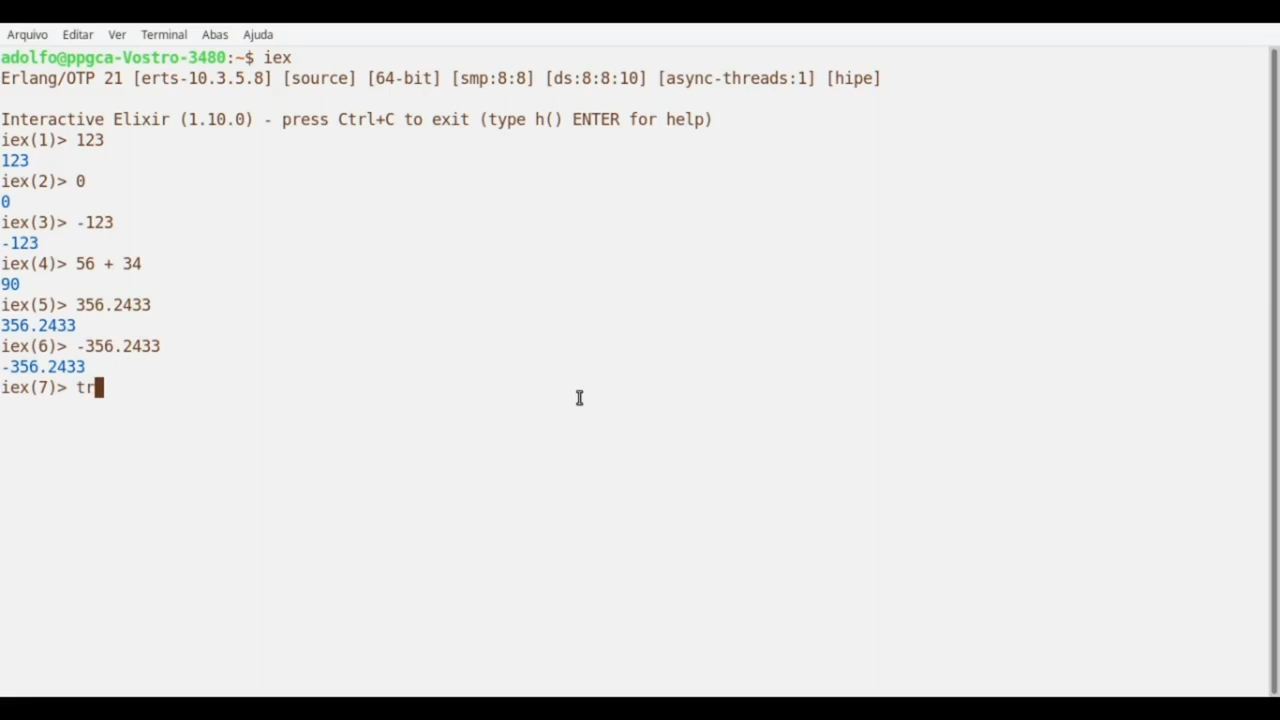 Arquivo Editar Ver Terminal Abas Ajuda
adolfo@ppgca-Vostro-3480:~$ iex
Erlang/OTP 21 [erts-10.3.5.8] [source] [64-bit] [smp:8:8] [ds:8:8:10] [async-threads:1] [hipe]
Interactive Elixir (1.10.0) - press Ctrl+C to exit (type h() ENTER for help)
iex(1)> 123
123
iex(2)> 0
0
iex(3)> -123
-123
iex(4)> 56 + 34
90
iex(5)> 356.2433
356.2433
iex(6)> -356.2433
-356.2433
iex(7)> tr